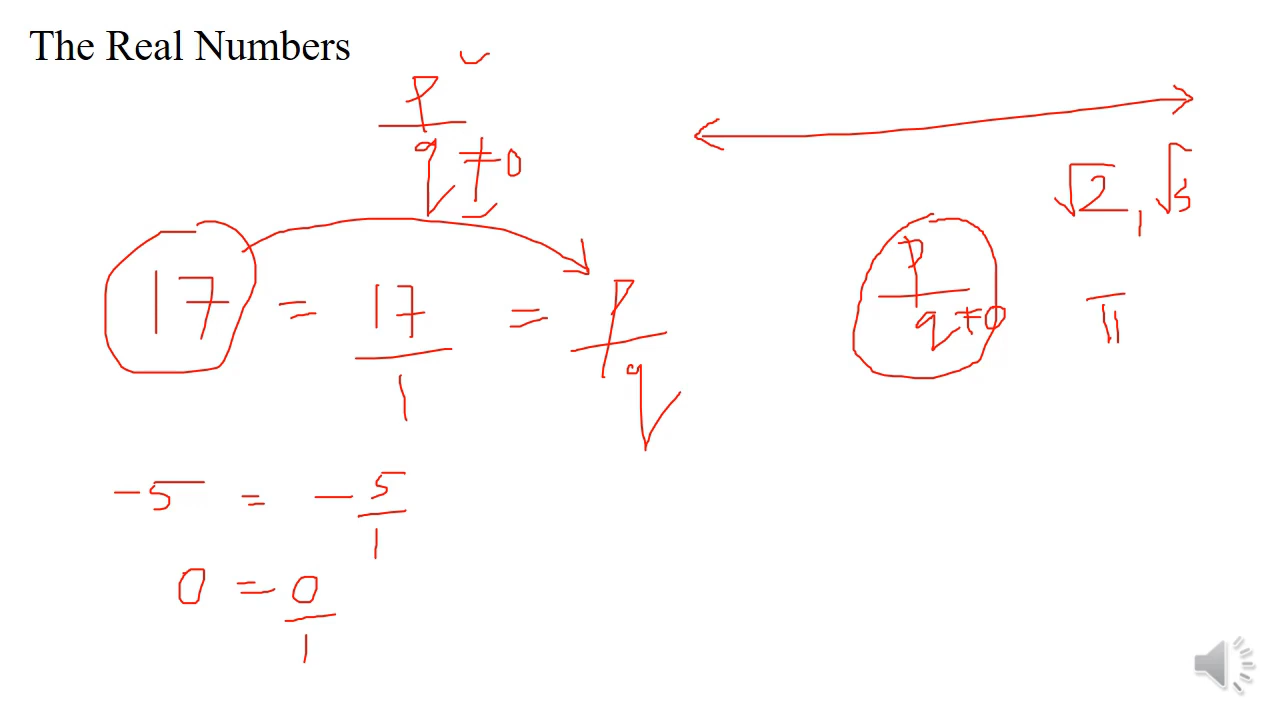 The Real Numbers
p/q ≠ 0
17 = 17/1 = p/q
-5 = -5/1
0 = 0/1
√2, √3
p/q ≠ 0
π